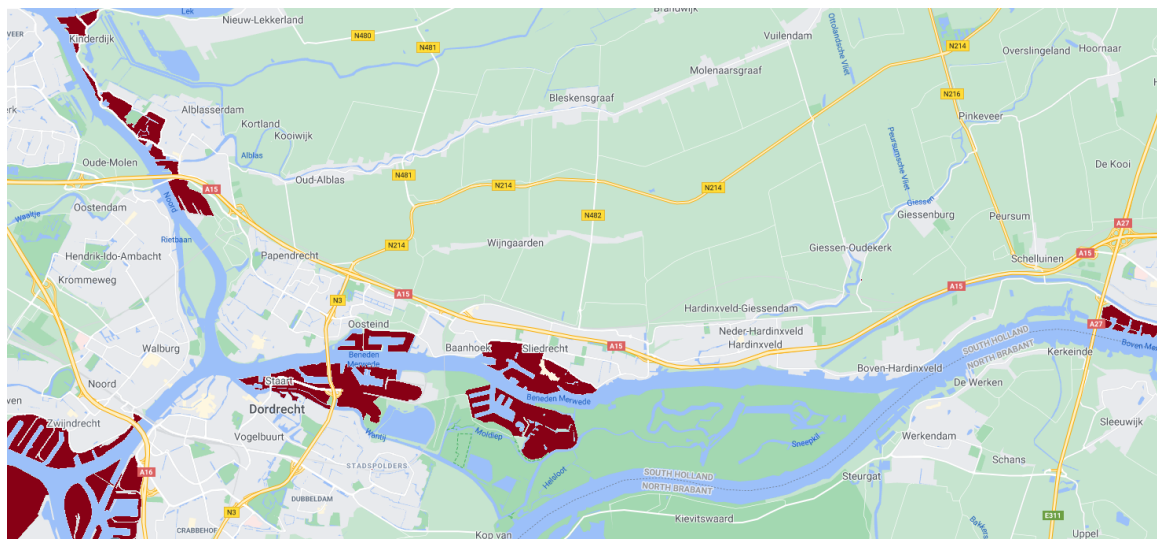 Lek
Nieuw-Lekkerland
Brandwijk
Kinderdijk
N480
N481
Vuilendam
Ottolandsche Vliet
N214
Overslingeland
Hoornaar
Molenaarsgraaf
Bleskensgraaf
N216
Alblasserdam
Kortland
Kooiwijk
Pinkeveer
Peursumsche Vliet
Alblas
Oude-Molen
De Kooi
Oud-Alblas
N481
N214
N214
A15
Noord
Giessen
Oostendam
Waaltje
N482
Giessenburg
Peursum
A27
Rietbaan
Hendrik-Ido-Ambacht
Papendrecht
N214
Wijngaarden
Giessen-Oudekerk
Schelluinen
A15
Krommeweg
A15
N3
A15
Hardinxveld-Giessendam
Oosteind
Neder-Hardinxveld
Hardinxveld
A27
Walburg
Beneden
Merwede
Baanhoek
Sliedrecht
A15
SOUTH HOLLAND
NORTH BRABANT
Kerkeinde
Boven-Hardinxveld
De Werken
Noord
Staart
Dordrecht
Beneden Merwede
Zwijndrecht
Vogelbuurt
Wantij
Moldiep
Sneepkil
Werkendam
Sleeuwijk
STADSPOLDERS
Helsloot
SOUTH HOLLAND
NORTH BRABANT
Steurgat
Schans
A16
DUBBELDAM
N3
CRABBEHOF
Kop van
Kievitswaard
E311
Uppel